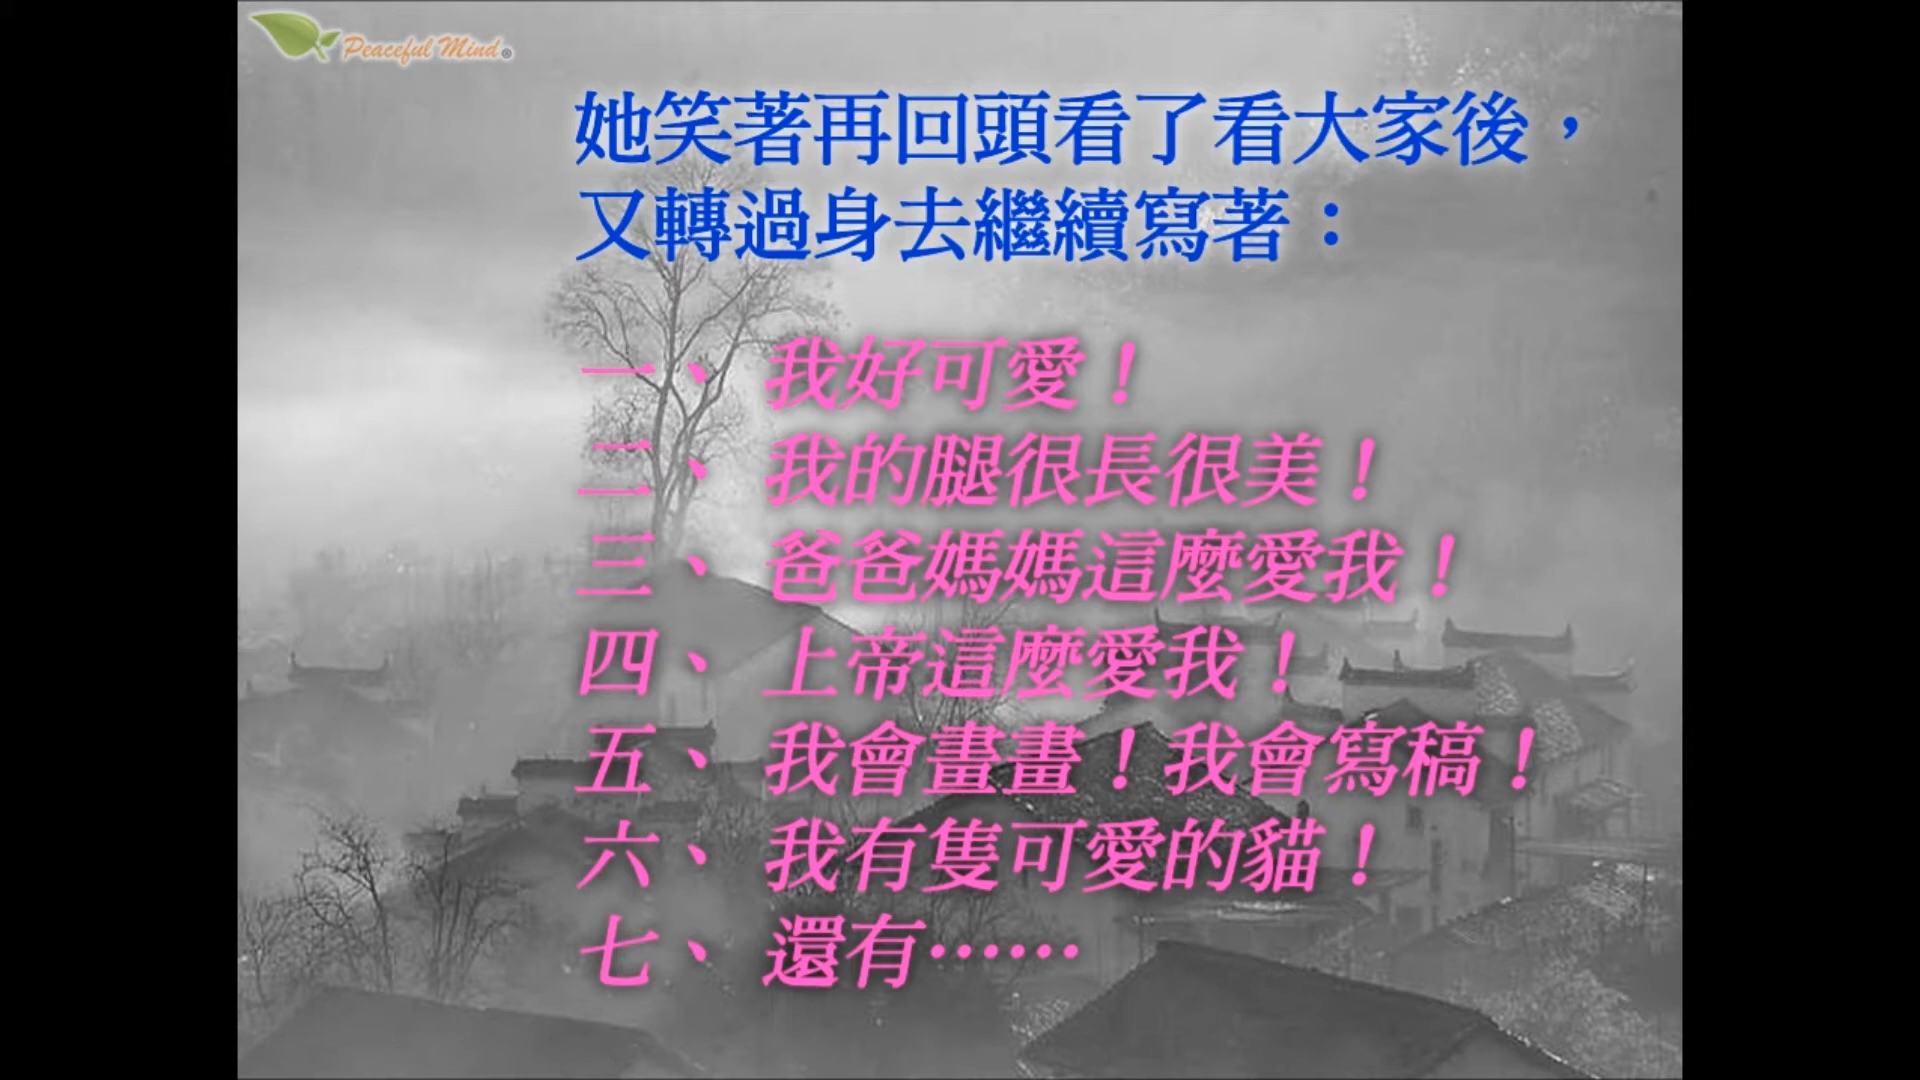 Peaceful Mind®
她笑著再回頭看了看大家後，
又轉過身去繼續寫著：
一、 我好可愛！
二、 我的腿很長很美！
三、 爸爸媽媽這麼愛我！
四、 上帝這麼愛我！
五、 我會畫畫！我會寫稿！
六、 我有隻可愛的貓！
七、 還有……